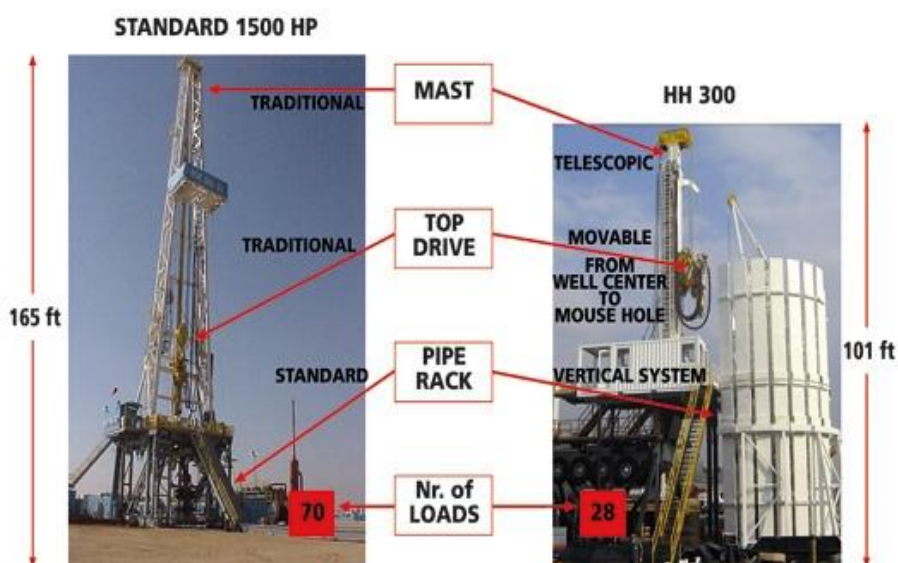 STANDARD 1500 HP
HH 300
MAST
TRADITIONAL
TELESCOPIC
TOP
DRIVE
TRADITIONAL
MOVABLE
FROM
WELL CENTER
TO
MOUSE HOLE
165 ft
101 ft
PIPE
RACK
STANDARD
VERTICAL SYSTEM
Nr. of
LOADS
70
28